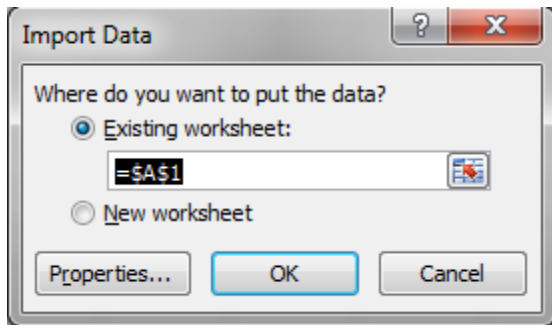 Import Data
? X
Where do you want to put the data?
Existing worksheet:
=$A$1
New worksheet
Properties... OK Cancel